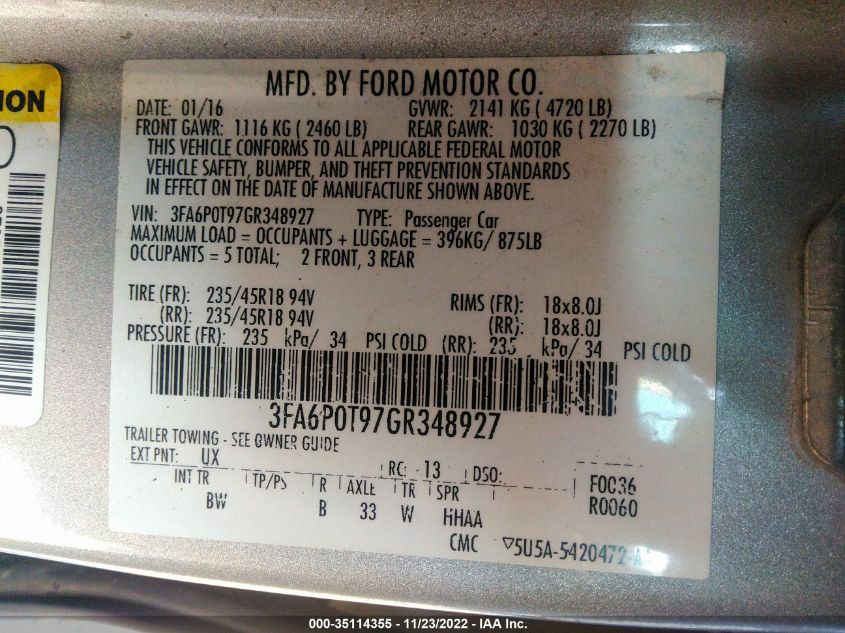 MFD. BY FORD MOTOR CO.
DATE: 01/16 GVWR: 2141 KG ( 4720 LB)
FRONT GAWR: 1116 KG ( 2460 LB) REAR GAWR: 1030 KG ( 2270 LB)
THIS VEHICLE CONFORMS TO ALL APPLICABLE FEDERAL MOTOR
VEHICLE SAFETY, BUMPER, AND THEFT PREVENTION STANDARDS
IN EFFECT ON THE DATE OF MANUFACTURE SHOWN ABOVE.
VIN: 3FA6P0T97GR348927 TYPE: Passenger Car
MAXIMUM LOAD = OCCUPANTS + LUGGAGE = 396KG/ 875LB
OCCUPANTS = 5 TOTAL; 2 FRONT, 3 REAR
TIRE (FR): 235/45R18 94V RIMS (FR): 18x8.0J
(RR): 235/45R18 94V (RR): 18x8.0J
PRESSURE (FR): 235 kPa/ 34 PSI COLD (RR): 235 kPa/ 34 PSI COLD
3FA6P0T97GR348927
TRAILER TOWING - SEE OWNER GUIDE
EXT PNT: UX RC: 13 DSO: F0036
INT TR TP/PS R AXLE TR SPR R0060
BW B 33 W HHAA
CMC ▽5U5A-5420472-A
ION
000-35114355 - 11/23/2022 - IAA Inc.